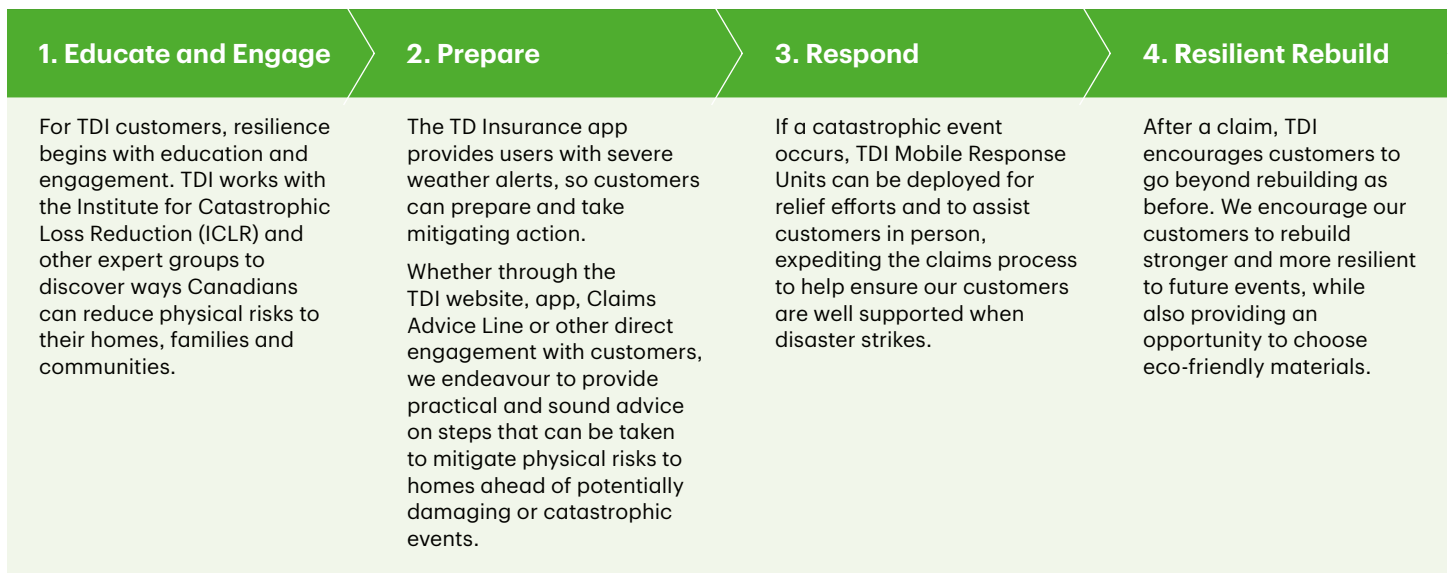 1. Educate and Engage
For TDI customers, resilience
begins with education and
engagement. TDI works with
the Institute for Catastrophic
Loss Reduction (ICLR) and
other expert groups to
discover ways Canadians
can reduce physical risks to
their homes, families and
communities.
2. Prepare
The TD Insurance app
provides users with severe
weather alerts, so customers
can prepare and take
mitigating action.
Whether through the
TDI website, app, Claims
Advice Line or other direct
engagement with customers,
we endeavour to provide
practical and sound advice
on steps that can be taken
to mitigate physical risks to
homes ahead of potentially
damaging or catastrophic
events.
3. Respond
If a catastrophic event
occurs, TDI Mobile Response
Units can be deployed for
relief efforts and to assist
customers in person,
expediting the claims process
to help ensure our customers
are well supported when
disaster strikes.
4. Resilient Rebuild
After a claim, TDI
encourages customers to
go beyond rebuilding as
before. We encourage our
customers to rebuild
stronger and more resilient
to future events, while
also providing an
opportunity to choose
eco-friendly materials.